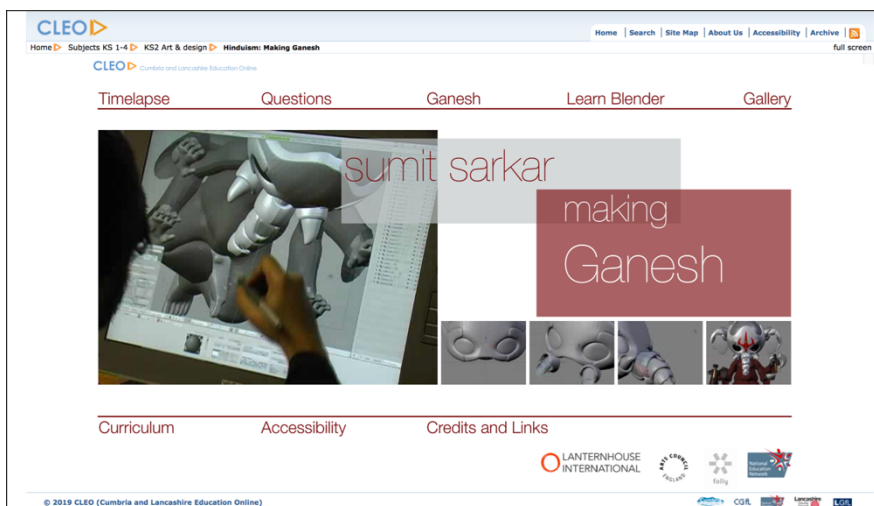 CLEO
Home | Search | Site Map | About Us | Accessibility | Archive |
Home Subjects KS 1-4 KS2 Art & design Hinduism: Making Ganesh
full screen
CLEO Cumbria and Lancashire Education Online
Timelapse Questions Ganesh Learn Blender Gallery
sumit sarkar
making
Ganesh
Curriculum Accessibility Credits and Links
LANTERNHOUSE
INTERNATIONAL
ARTS COUNCIL
ENGLAND
folly
National
Education
Network
© 2019 CLEO (Cumbria and Lancashire Education Online)
CGfL
Lancashire
LGfL